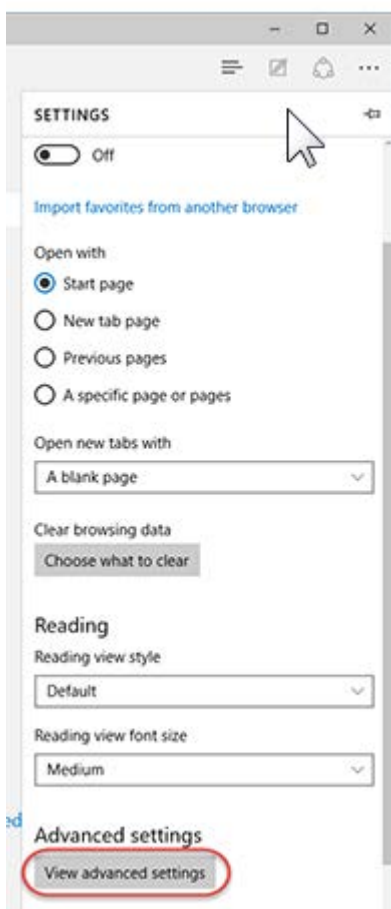 SETTINGS
Off
Import favorites from another browser
Open with
Start page
New tab page
Previous pages
A specific page or pages
Open new tabs with
A blank page
Clear browsing data
Choose what to clear
Reading
Reading view style
Default
Reading view font size
Medium
ed
Advanced settings
View advanced settings